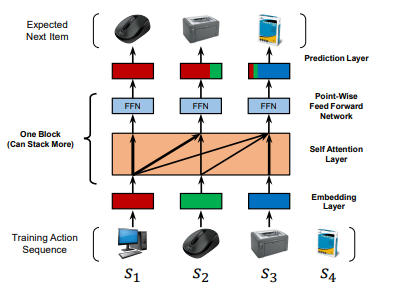 Expected
Next Item
Prediction Layer
FFN
FFN
FFN
Point-Wise
Feed Forward
Network
One Block
(Can Stack More)
Self Attention
Layer
Embedding
Layer
Training Action
Sequence
S1
S2
S3
S4